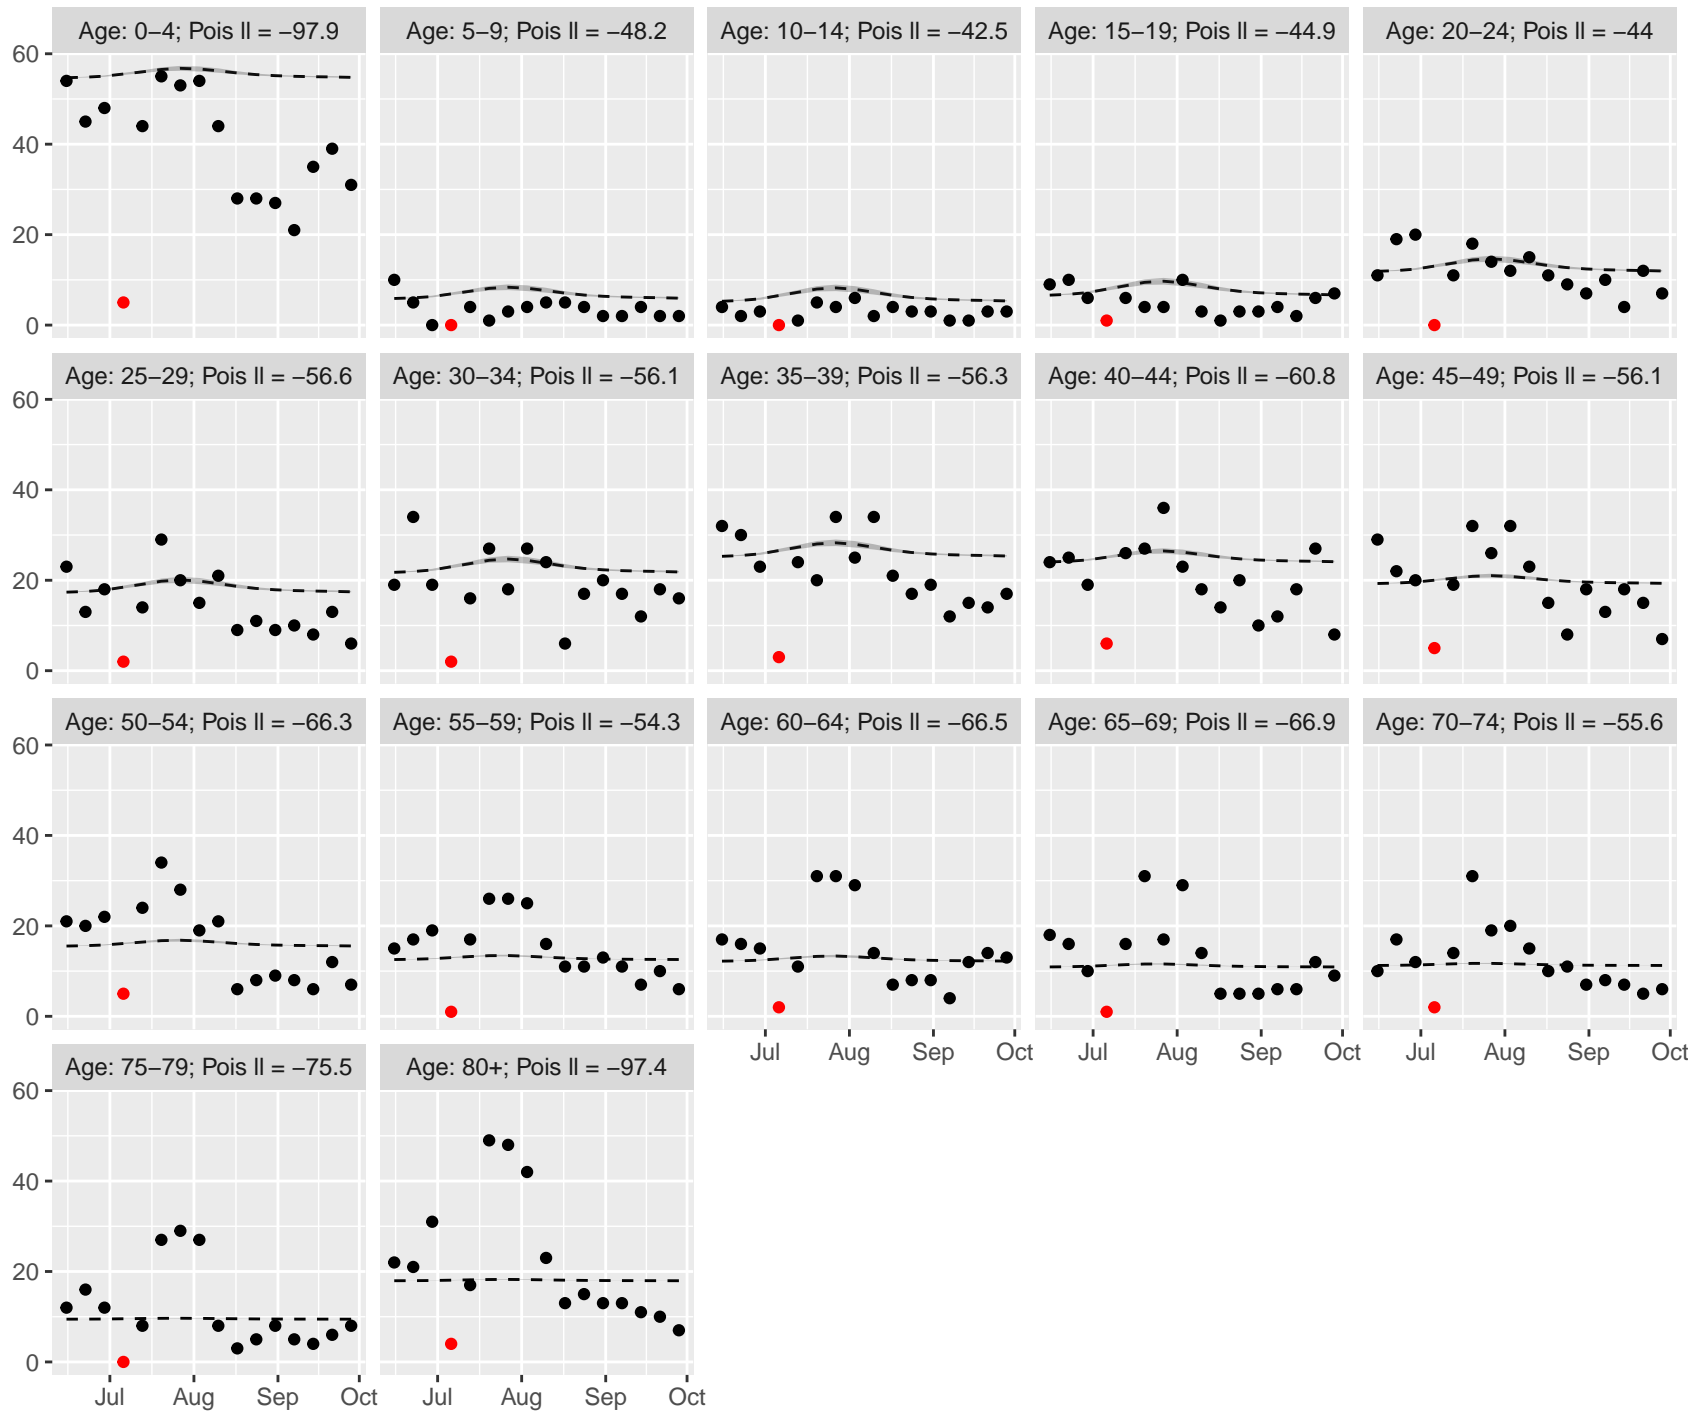 Age: 0−4; Pois ll = −97.9
Age: 5−9; Pois ll = −48.2
Age: 10−14; Pois ll = −42.5
Age: 15−19; Pois ll = −44.9
Age: 20−24; Pois ll = −44
60
40
20
0
Age: 25−29; Pois ll = −56.6
Age: 30−34; Pois ll = −56.1
Age: 35−39; Pois ll = −56.3
Age: 40−44; Pois ll = −60.8
Age: 45−49; Pois ll = −56.1
60
40
20
0
Age: 50−54; Pois ll = −66.3
Age: 55−59; Pois ll = −54.3
Age: 60−64; Pois ll = −66.5
Age: 65−69; Pois ll = −66.9
Age: 70−74; Pois ll = −55.6
60
40
20
0
Jul Aug Sep Oct
Jul Aug Sep Oct
Jul Aug Sep Oct
Age: 75−79; Pois ll = −75.5
Age: 80+; Pois ll = −97.4
60
40
20
0
Jul Aug Sep Oct
Jul Aug Sep Oct